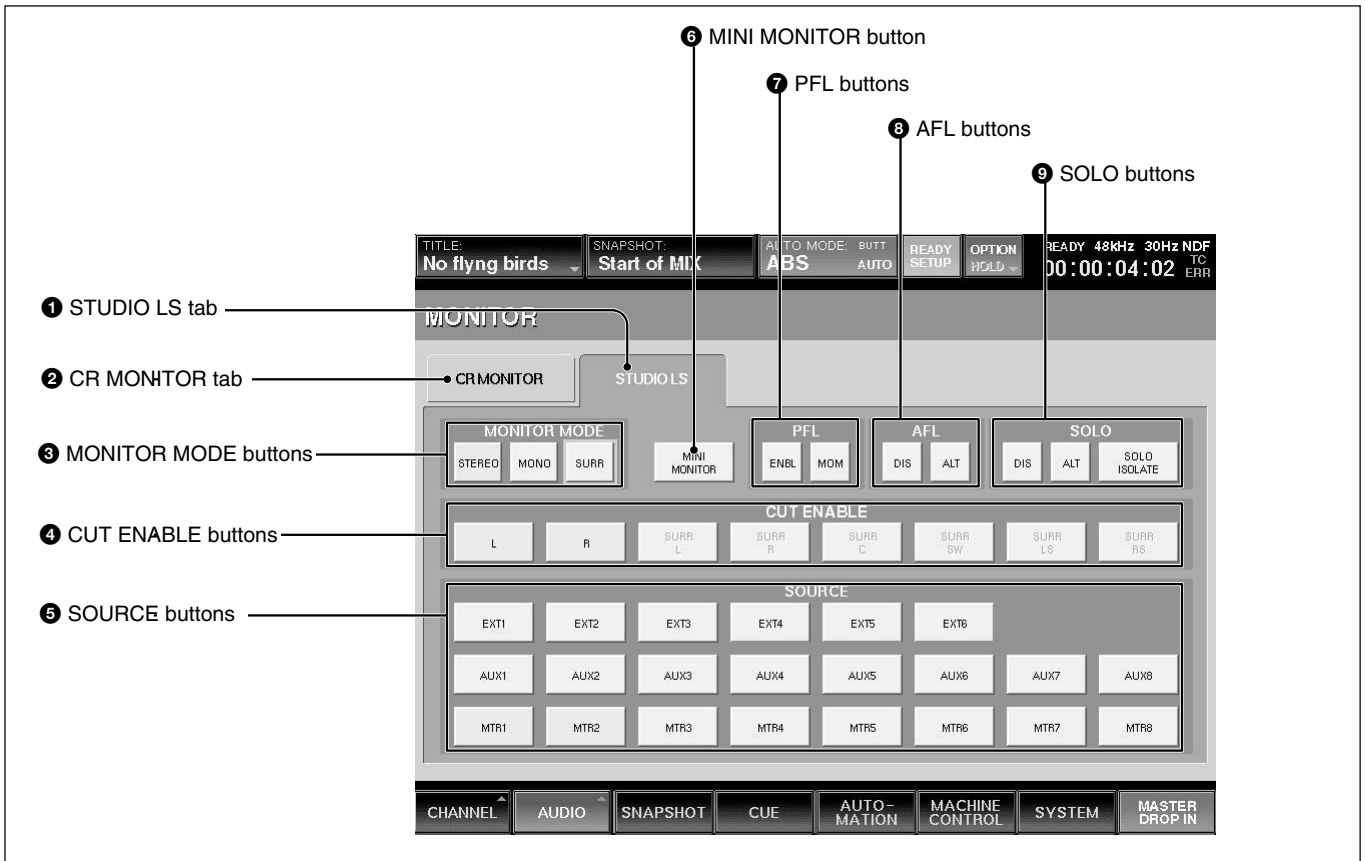 ❻ MINI MONITOR button
❼ PFL buttons
❽ AFL buttons
❾ SOLO buttons
❶ STUDIO LS tab
❷ CR MONITOR tab
❸ MONITOR MODE buttons
❹ CUT ENABLE buttons
❺ SOURCE buttons
TITLE: SNAPSHOT: AUTO MODE: BUTT READY OPTION READY 48kHz 30Hz NDF
No flyng birds Start of MIX ABS AUTO SETUP HOLD 00:00:04:02 TC ERR
MONITOR
CR MONITOR STUDIO LS
MONITOR MODE PFL AFL SOLO
STEREO MONO SURR MINI MONITOR ENBL MOM DIS ALT DIS ALT SOLO ISOLATE
CUT ENABLE
L R SURR L SURR R SURR C SURR SW SURR LS SURR RS
SOURCE
EXT1 EXT2 EXT3 EXT4 EXT5 EXT6
AUX1 AUX2 AUX3 AUX4 AUX5 AUX6 AUX7 AUX8
MTR1 MTR2 MTR3 MTR4 MTR5 MTR6 MTR7 MTR8
CHANNEL AUDIO SNAPSHOT CUE AUTO-MATION MACHINE CONTROL SYSTEM MASTER DROP IN